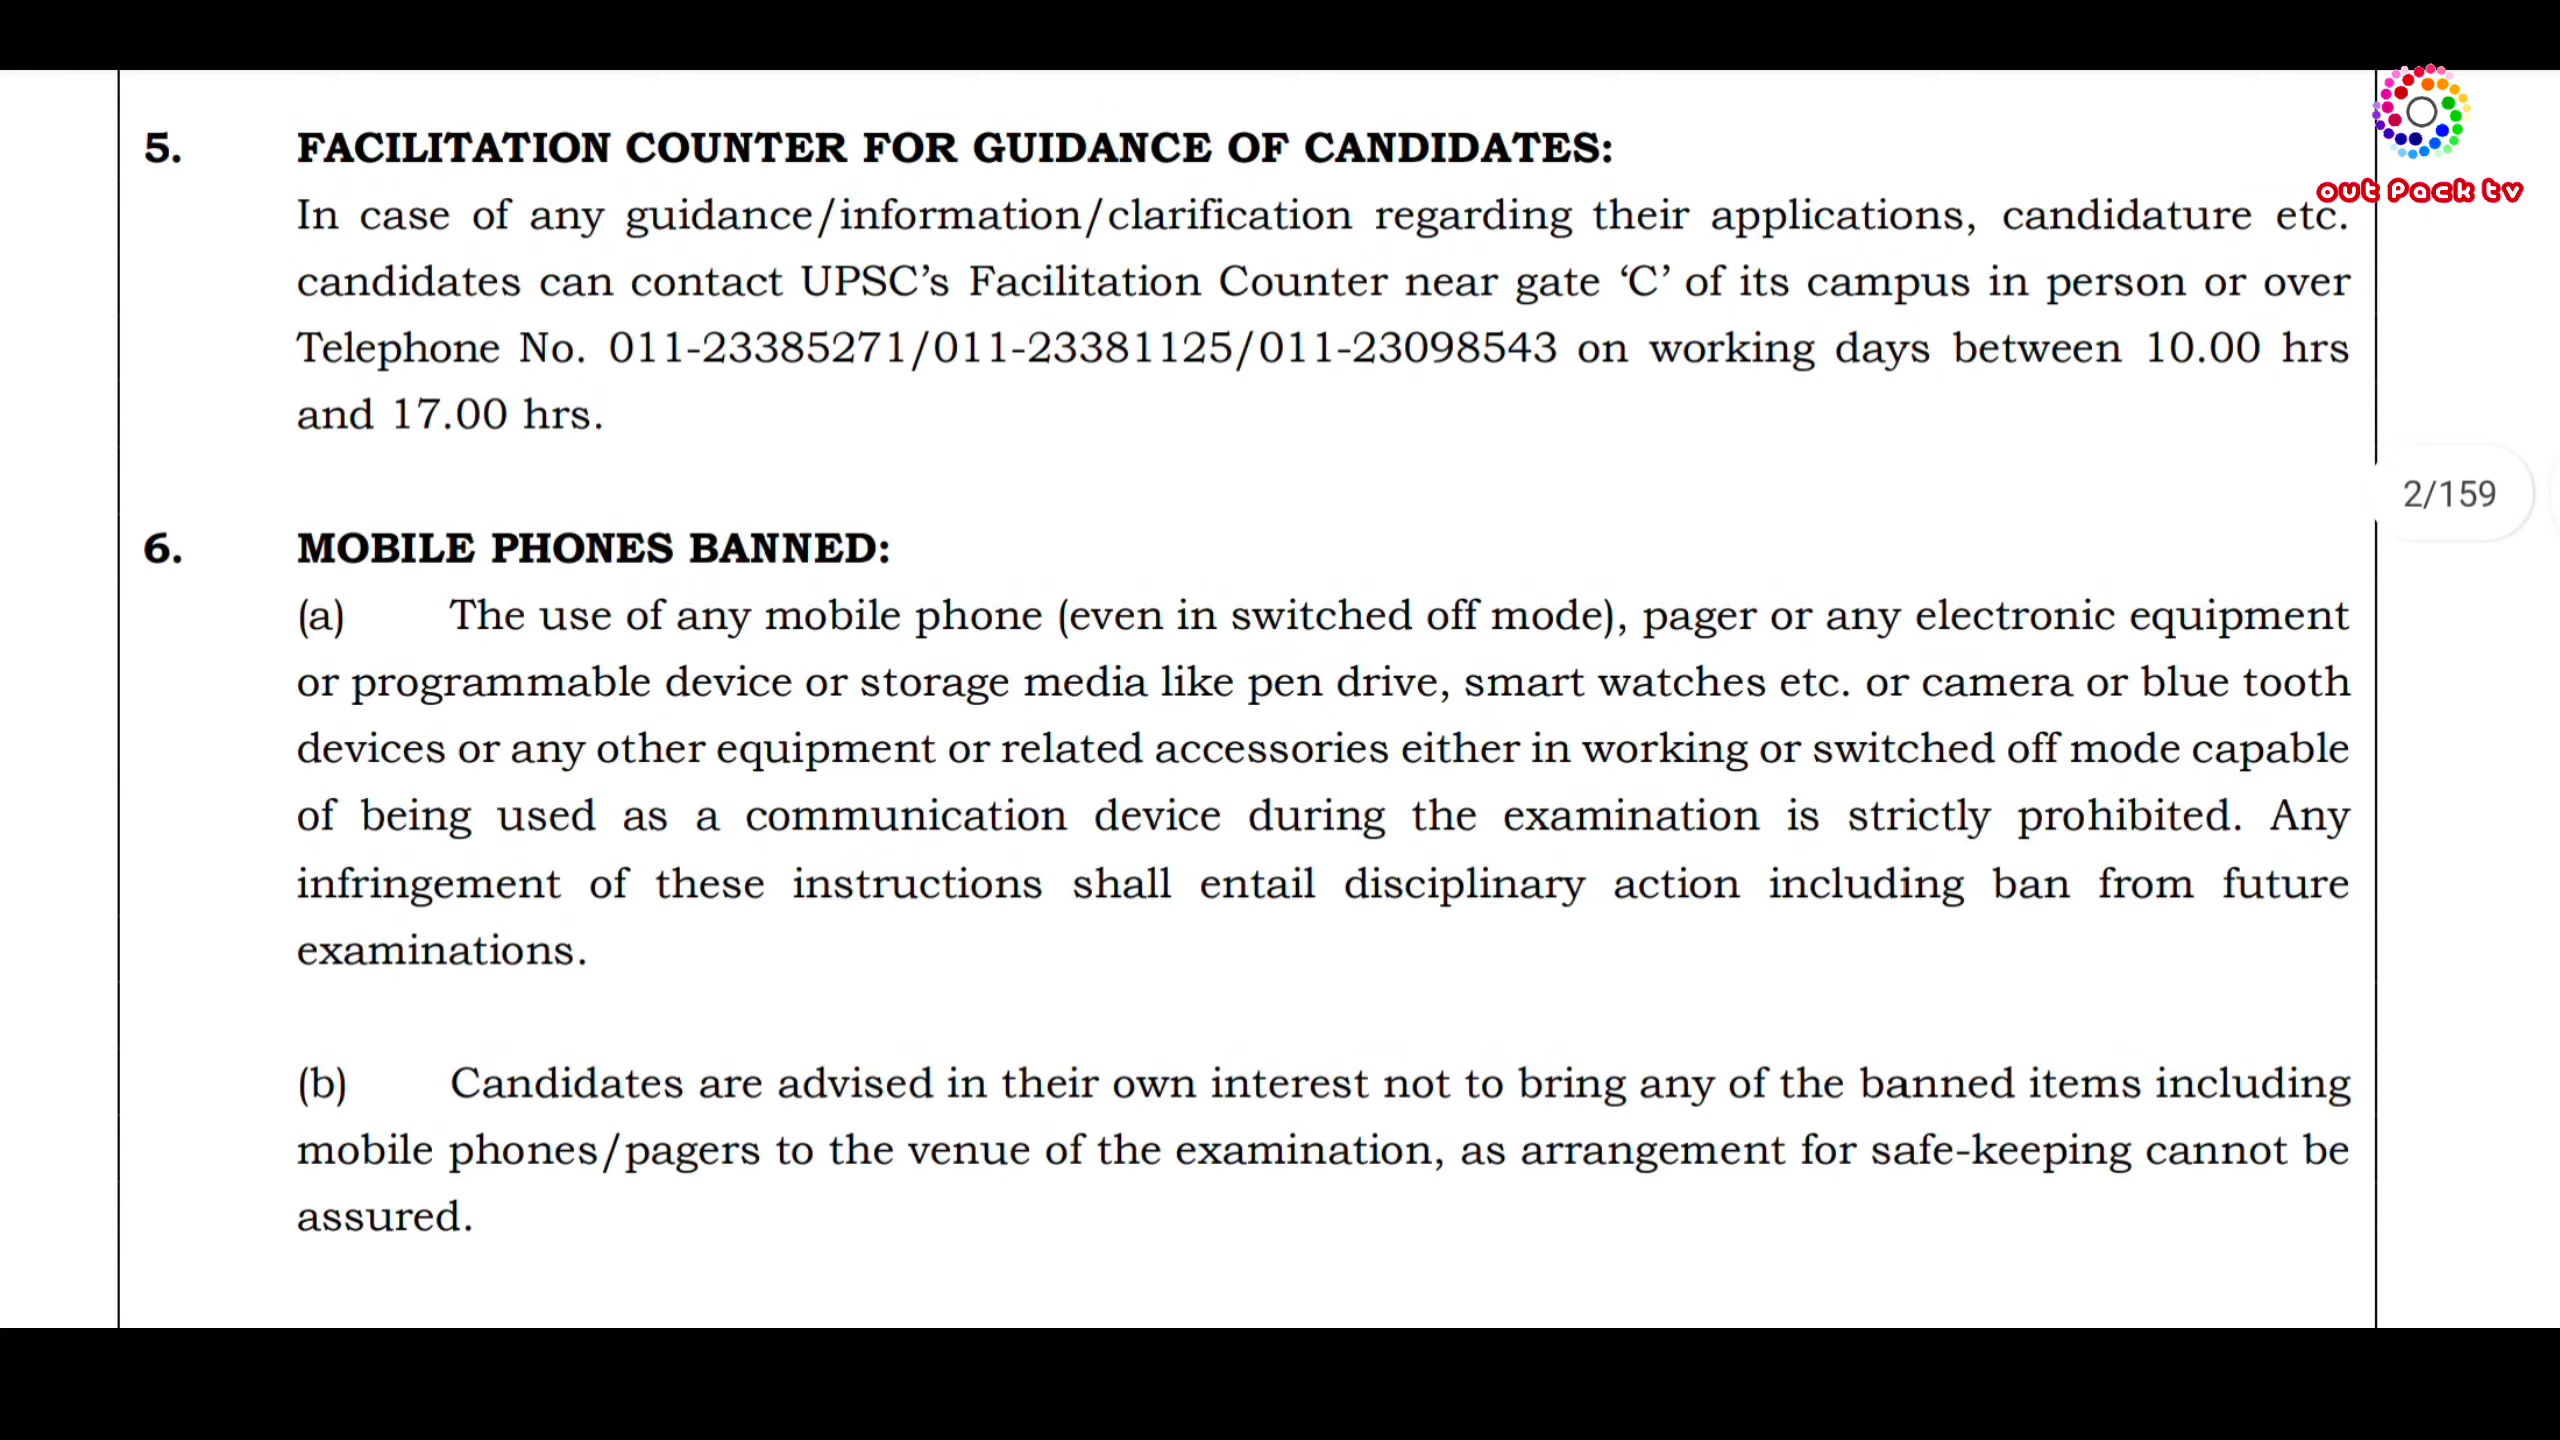 5. FACILITATION COUNTER FOR GUIDANCE OF CANDIDATES:
In case of any guidance/information/clarification regarding their applications, candidature etc.
candidates can contact UPSC’s Facilitation Counter near gate ‘C’ of its campus in person or over
Telephone No. 011-23385271/011-23381125/011-23098543 on working days between 10.00 hrs
and 17.00 hrs.
6. MOBILE PHONES BANNED:
(a) The use of any mobile phone (even in switched off mode), pager or any electronic equipment
or programmable device or storage media like pen drive, smart watches etc. or camera or blue tooth
devices or any other equipment or related accessories either in working or switched off mode capable
of being used as a communication device during the examination is strictly prohibited. Any
infringement of these instructions shall entail disciplinary action including ban from future
examinations.
(b) Candidates are advised in their own interest not to bring any of the banned items including
mobile phones/pagers to the venue of the examination, as arrangement for safe-keeping cannot be
assured.
out Pack tv
2/159